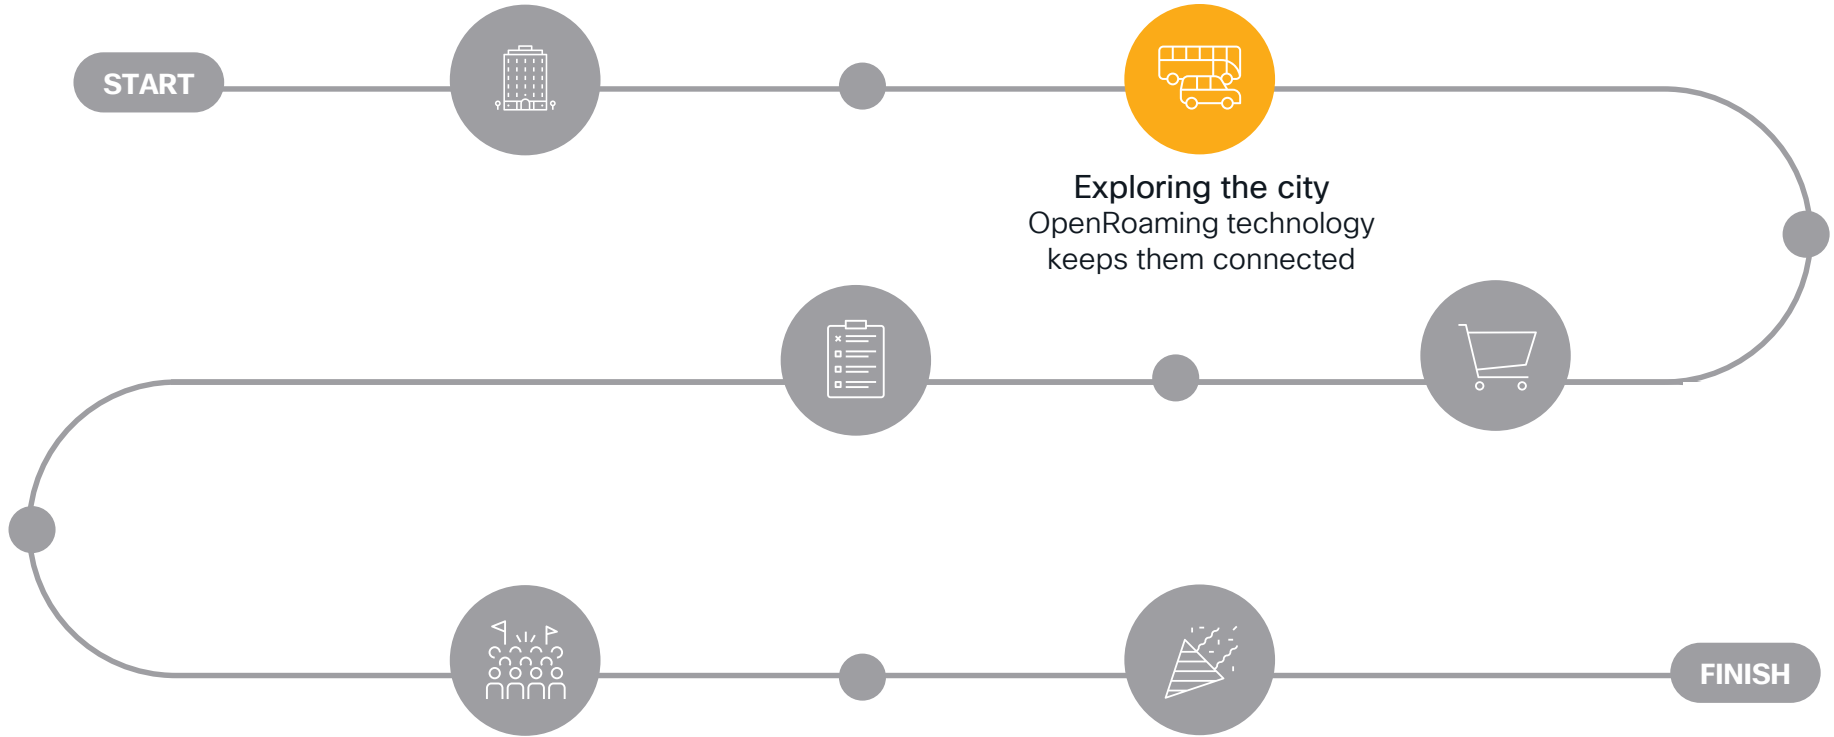 START
Exploring the city
OpenRoaming technology
keeps them connected
FINISH